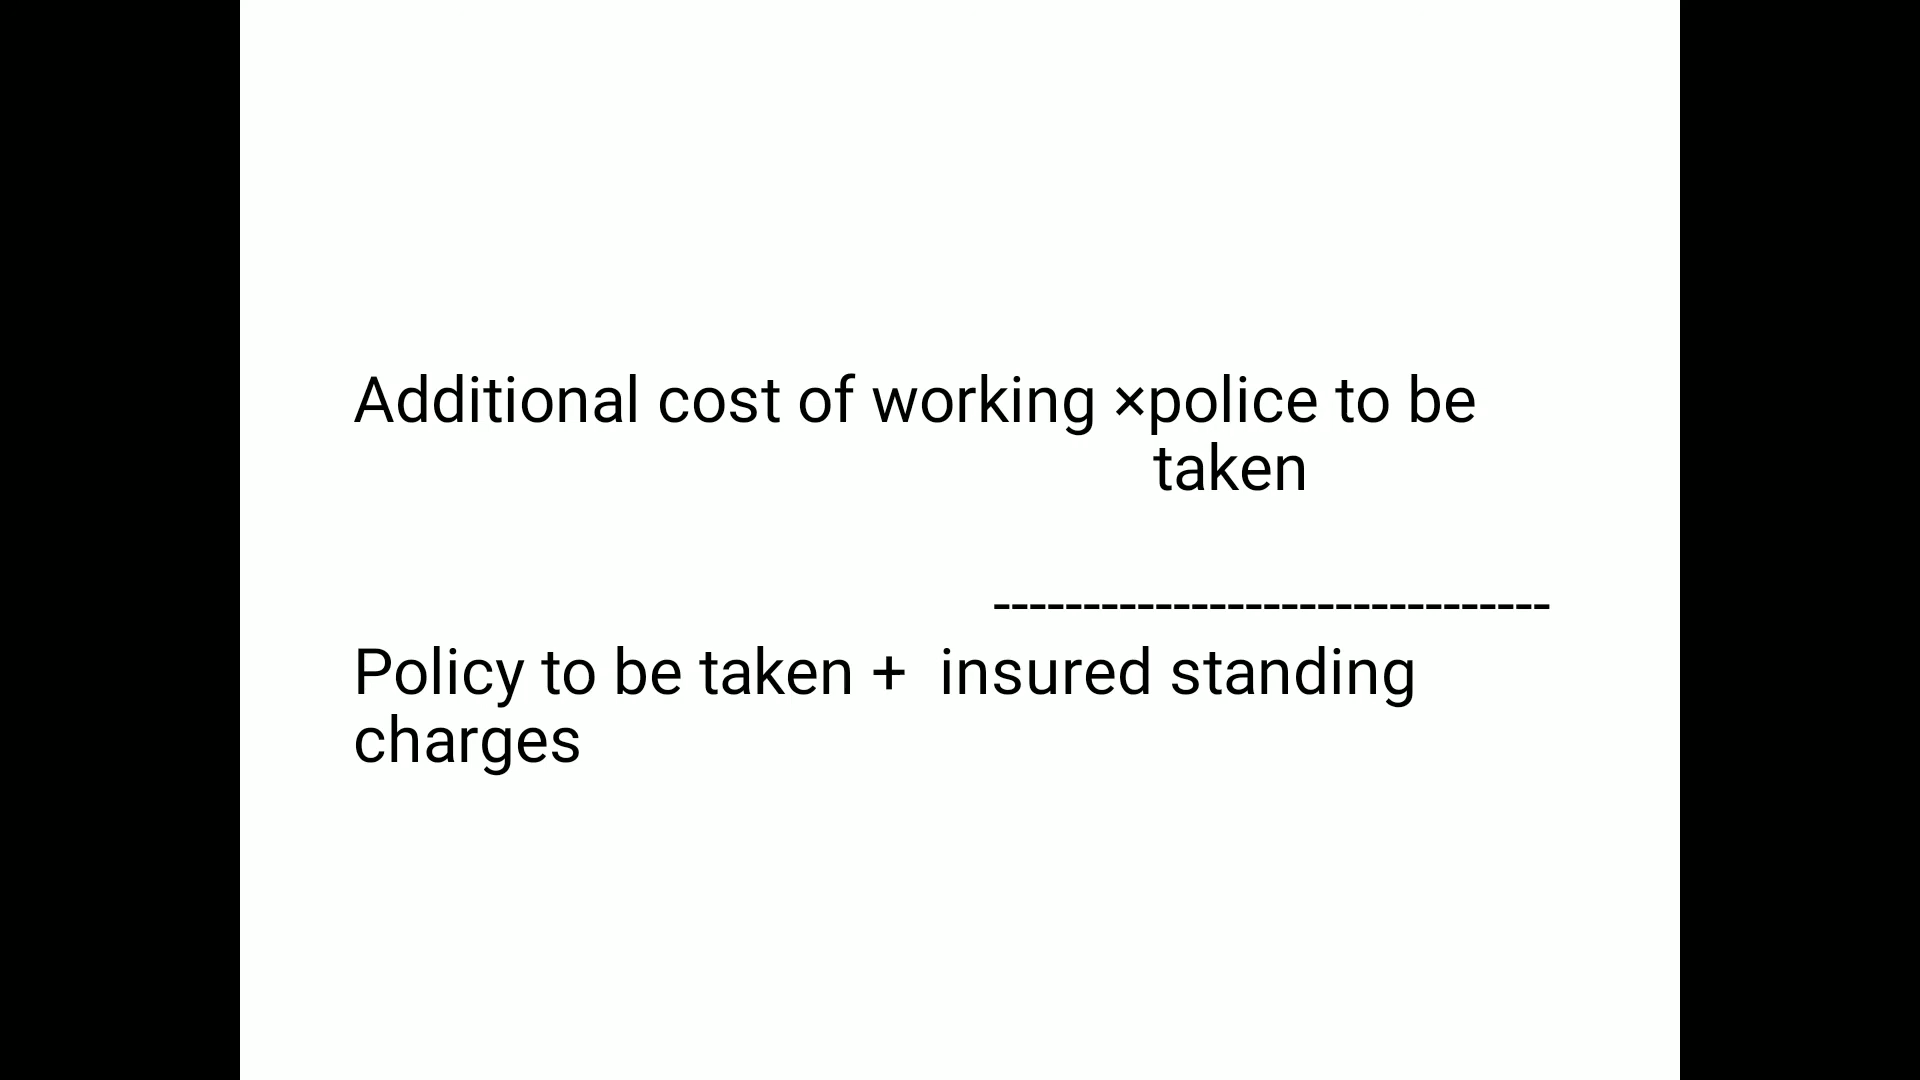 Additional cost of working ×police to be
taken
-------------------------------
Policy to be taken +  insured standing
charges